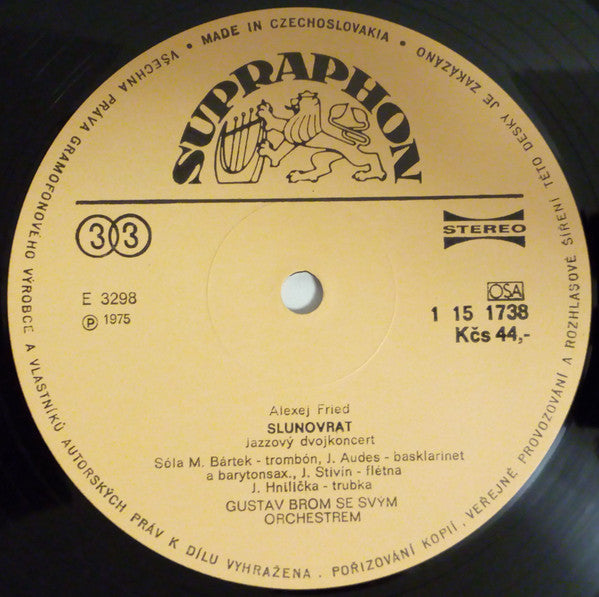 • MADE IN CZECHOSLOVAKIA •
VŠECHNA PRÁVA GRAMOFONOVÉHO VÝROBCE A VLASTNÍKŮ AUTORSKÝCH PRÁV K DÍLU VYHRAŽENA . POŘIZOVÁNÍ KOPIÍ, VEŘEJNÉ PROVOZOVÁNÍ A ROZHLASOVÉ ŠÍŘENÍ TÉTO DESKY JE ZAKÁZÁNO
SUPRAPHON
33
STEREO
E 3298
℗ 1975
OSA
1 15 1738
Kčs 44,-
Alexej Fried
SLUNOVRAT
Jazzový dvojkoncert
Sóla M. Bártek - trombón, J. Audes - basklarinet
a barytonsax., J. Stivín - flétna
J. Hnilička - trubka
GUSTAV BROM SE SVÝM
ORCHESTREM